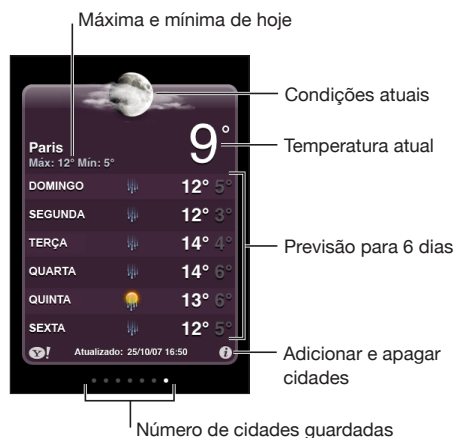 Máxima e mínima de hoje
Condições atuais
9°
Temperatura atual
Paris
Máx: 12° Mín: 5°
DOMINGO 12° 5°
SEGUNDA 12° 3°
TERÇA 14° 4°
Previsão para 6 dias
QUARTA 14° 6°
QUINTA 13° 6°
SEXTA 12° 5°
Y! Atualizado: 25/10/07 16:50 i
Adicionar e apagar
cidades
Número de cidades guardadas